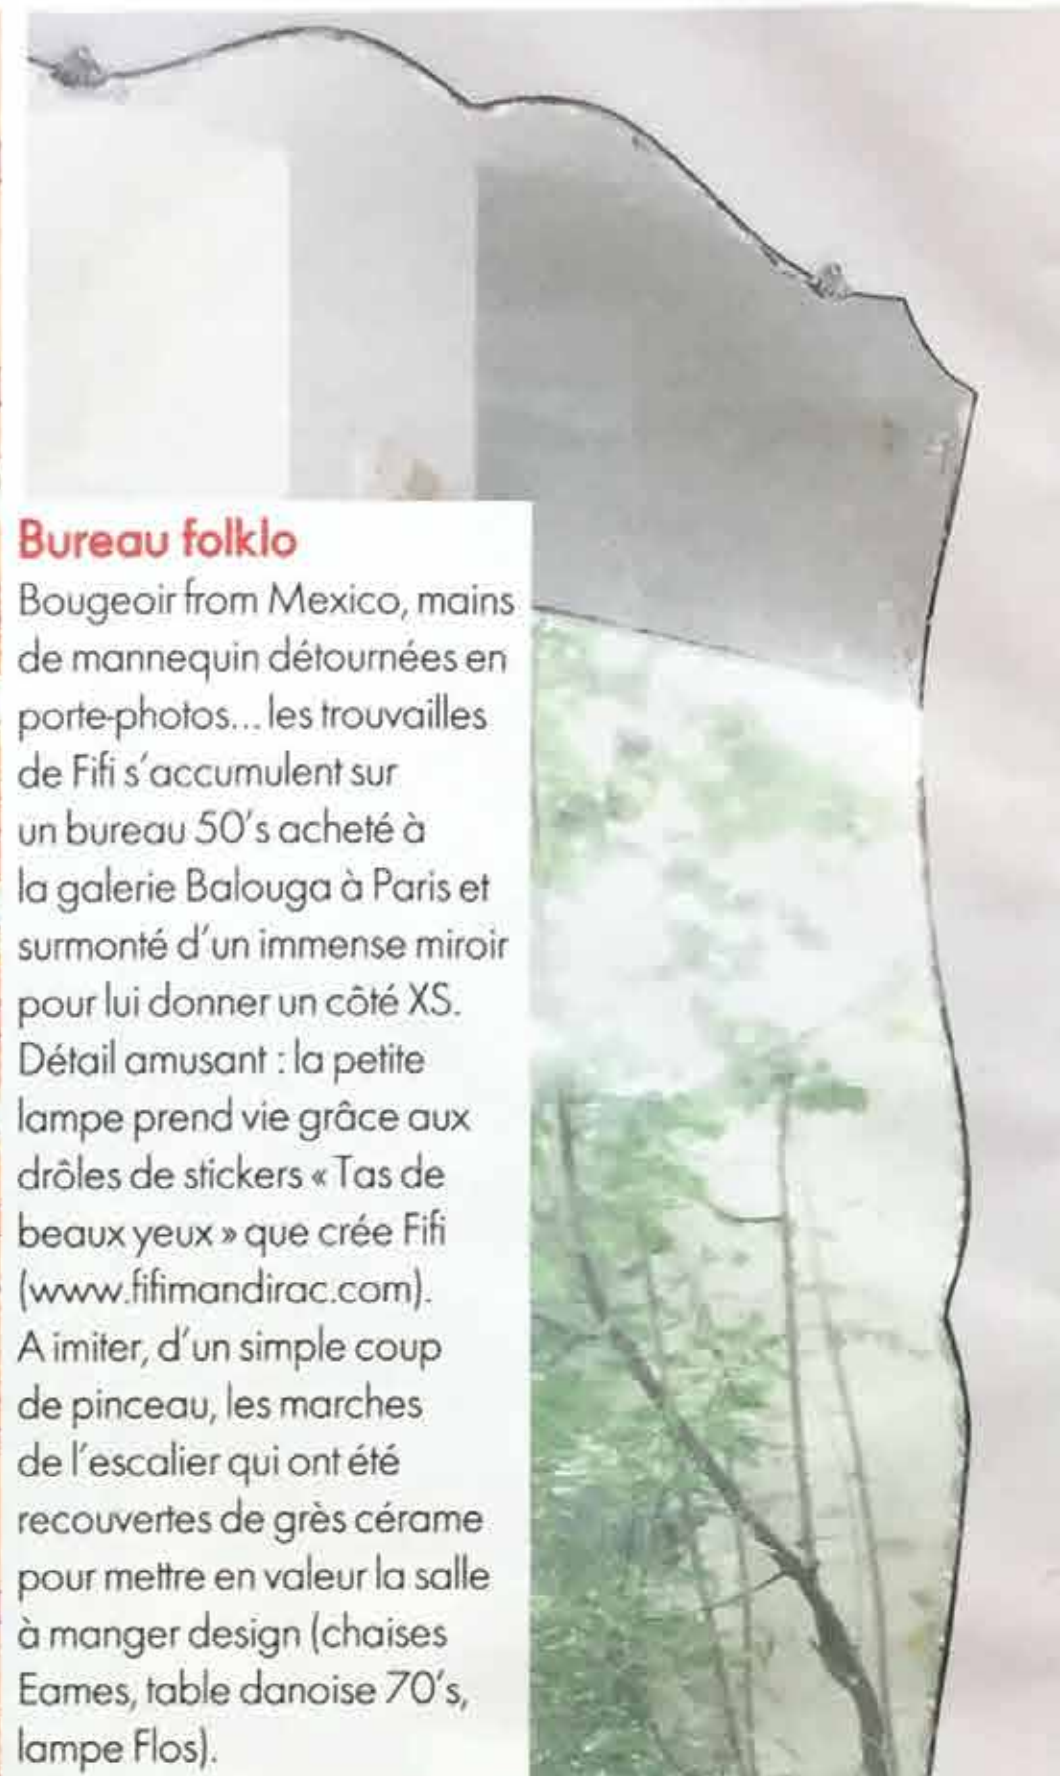 Bureau folklo
Bougeoir from Mexico, mains
de mannequin détournées en
porte-photos... les trouvailles
de Fifi s'accumulent sur
un bureau 50's acheté à
la galerie Balouga à Paris et
surmonté d'un immense miroir
pour lui donner un côté XS.
Détail amusant : la petite
lampe prend vie grâce aux
drôles de stickers « Tas de
beaux yeux » que crée Fifi
(www.fifimandirac.com).
A imiter, d'un simple coup
de pinceau, les marches
de l'escalier qui ont été
recouvertes de grès cérame
pour mettre en valeur la salle
à manger design (chaises
Eames, table danoise 70's,
lampe Flos).